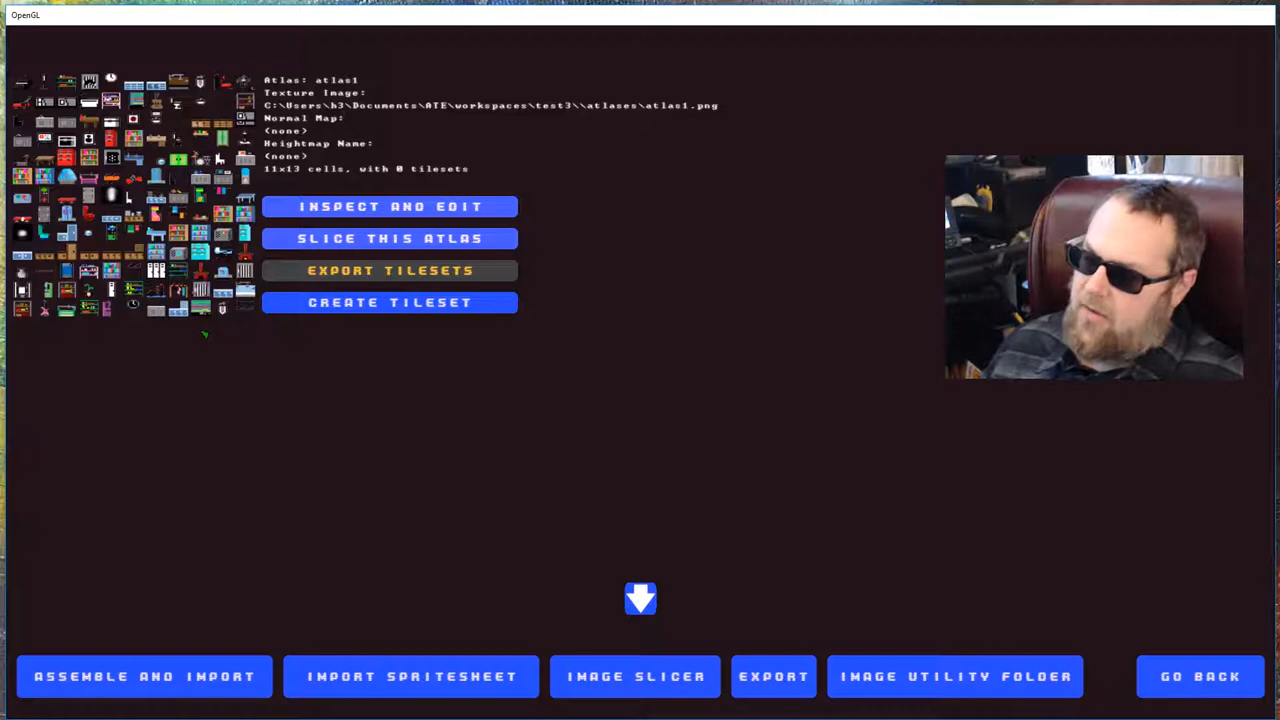 OpenGL
Atlas: atlas1
Texture Image:
C:\Users\h3\Documents\ATE\workspaces\test3\\atlases\atlas1.png
Normal Map:
(none)
Heightmap Name:
(none)
11x13 cells, with 0 tilesets
INSPECT AND EDIT
SLICE THIS ATLAS
EXPORT TILESETS
CREATE TILESET
ASSEMBLE AND IMPORT
IMPORT SPRITESHEET
IMAGE SLICER
EXPORT
IMAGE UTILITY FOLDER
GO BACK